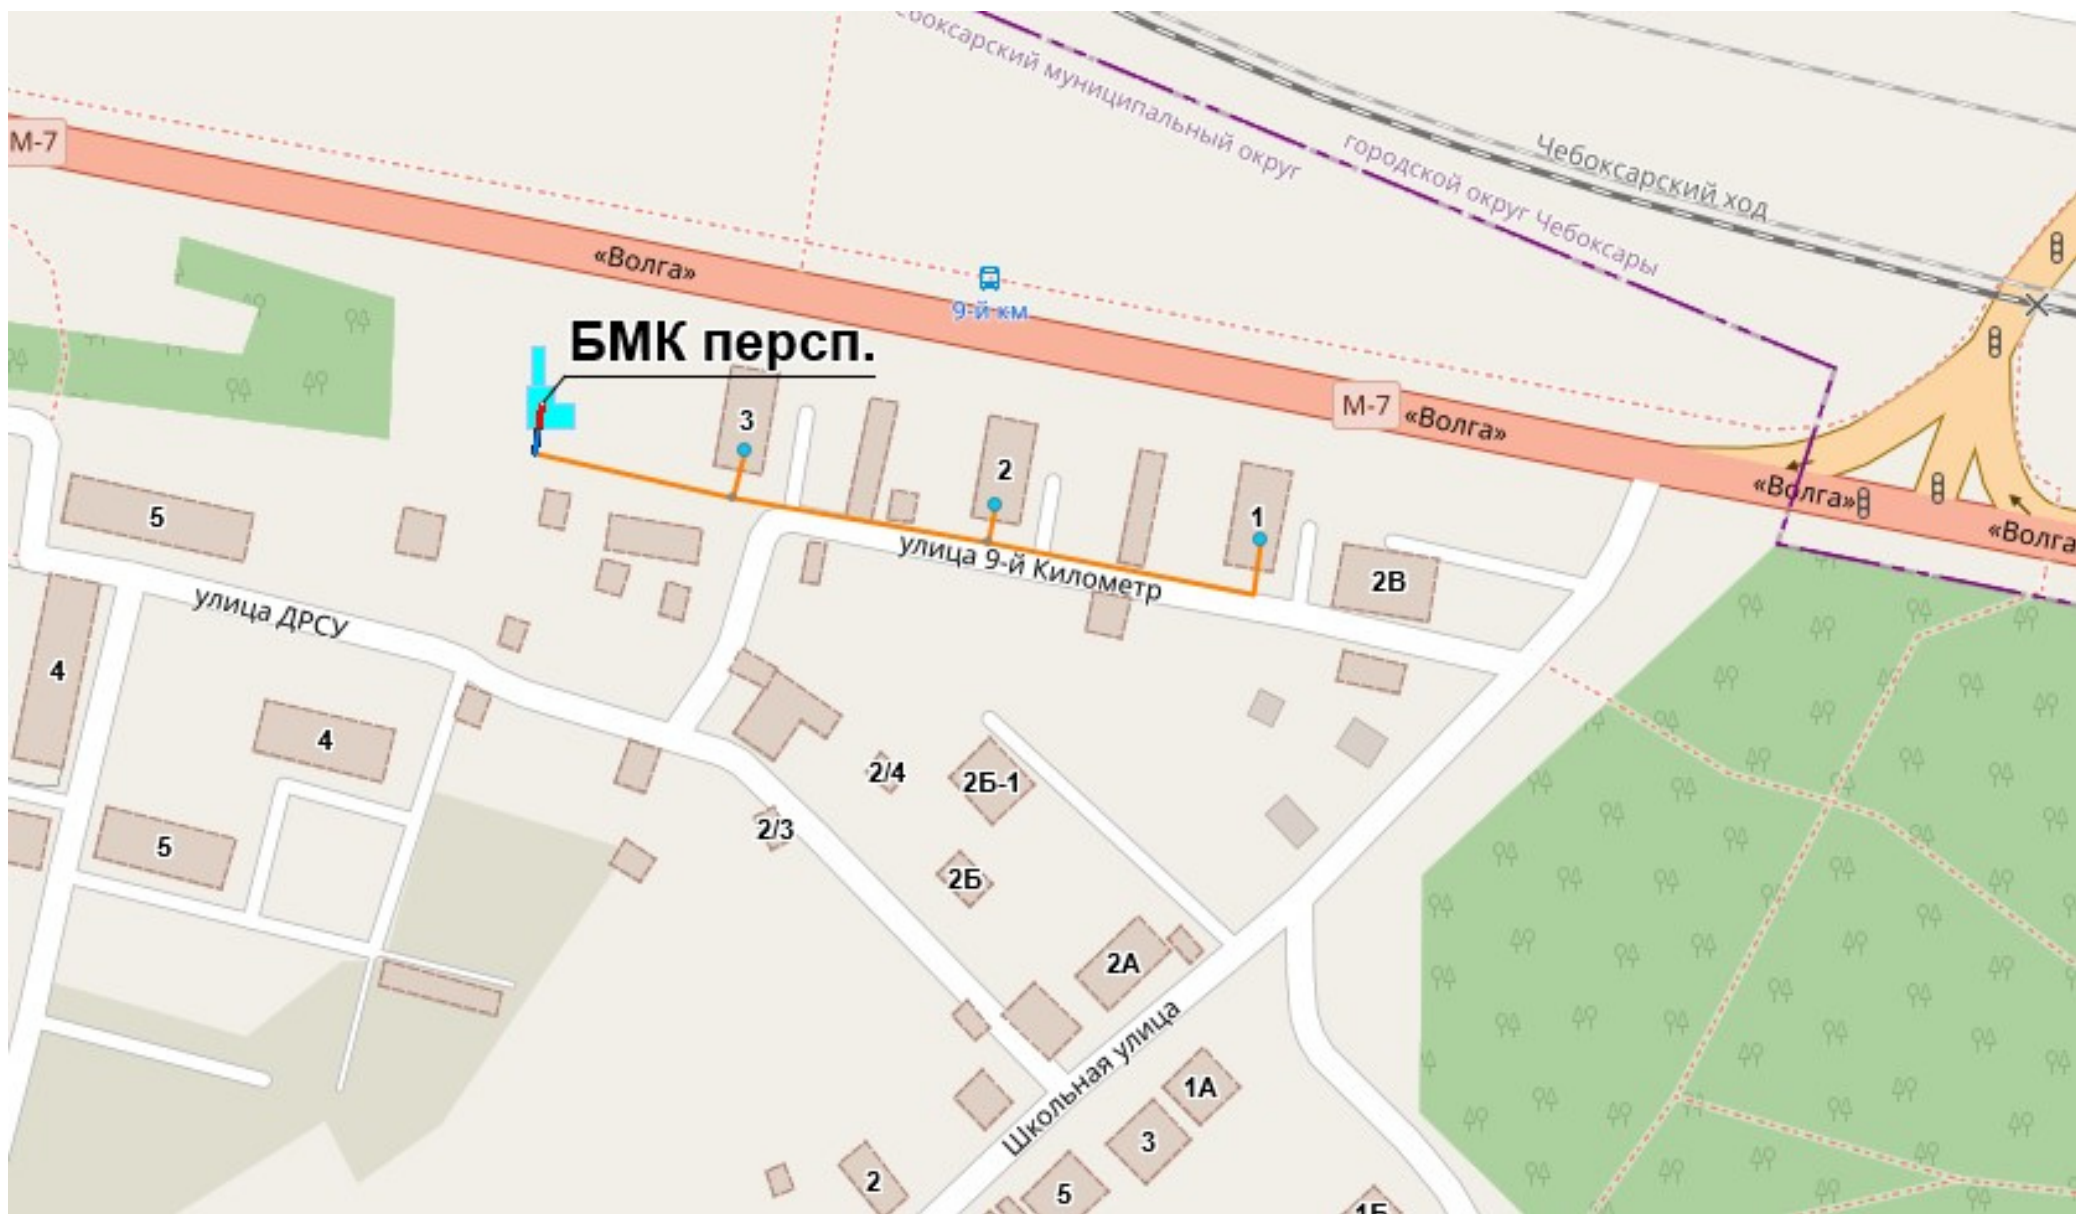 ебоксарский муниципальный округ
городской округ Чебоксары
Чебоксарский ход
М-7
«Волга»
9-й км
БМК персп.
М-7
«Волга»
«Волга»
«Волга
3
2
1
2В
5
улица 9-й Километр
улица ДРСУ
4
4
5
2/4
2Б-1
2/3
2Б
2А
Школьная улица
1А
3
2
5
1Б